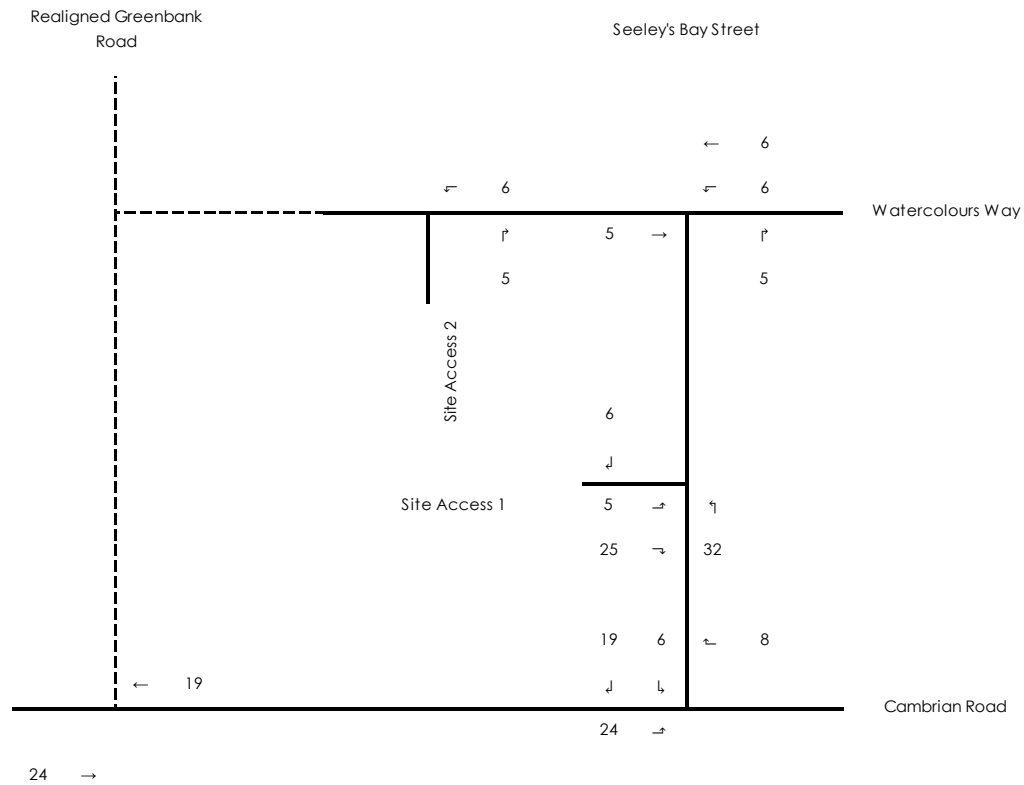 Realigned Greenbank
Road
Seeley's Bay Street
← 6
↰ 6 ↰ 6
Watercolours Way
↱ 5 → ↱
5 5
Site Access 2
6
↲
Site Access 1 5 ⬏ ↰
25 ⬎ 32
19 6 ⬑ 8
← 19 ↲ ↳
Cambrian Road
24 ⬏
24 →